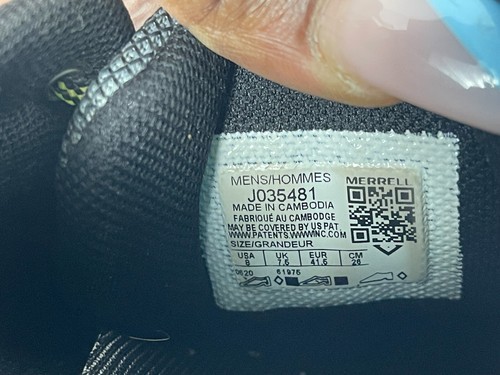 MENS/HOMMES MERRELL
J035481
MADE IN CAMBODIA
FABRIQUÉ AU CAMBODGE
MAY BE COVERED BY US PAT
WWW.PATENTS.WWWINC.COM
SIZE/GRANDEUR
USA UK EUR CM
8 7.5 41.5 26
0620 61975